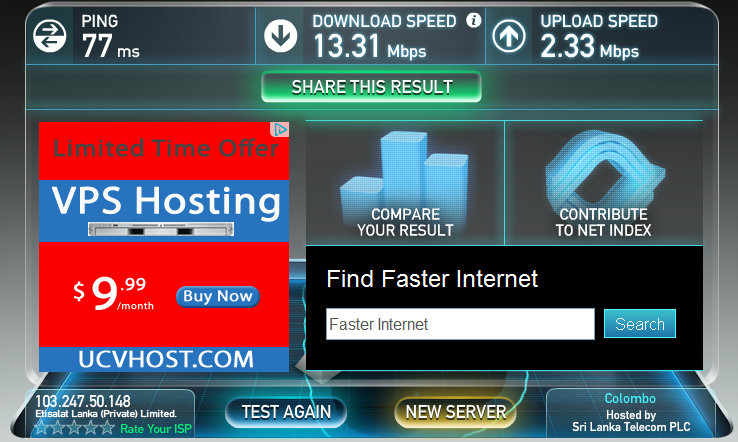 PING
77 ms
DOWNLOAD SPEED
13.31 Mbps
UPLOAD SPEED
2.33 Mbps
SHARE THIS RESULT
Limited Time Offer
VPS Hosting
$9.99
/month
Buy Now
UCVHOST.COM
COMPARE
YOUR RESULT
CONTRIBUTE
TO NET INDEX
Find Faster Internet
Faster Internet
Search
103.247.50.148
Etisalat Lanka (Private) Limited.
Rate Your ISP
TEST AGAIN
NEW SERVER
Colombo
Hosted by
Sri Lanka Telecom PLC